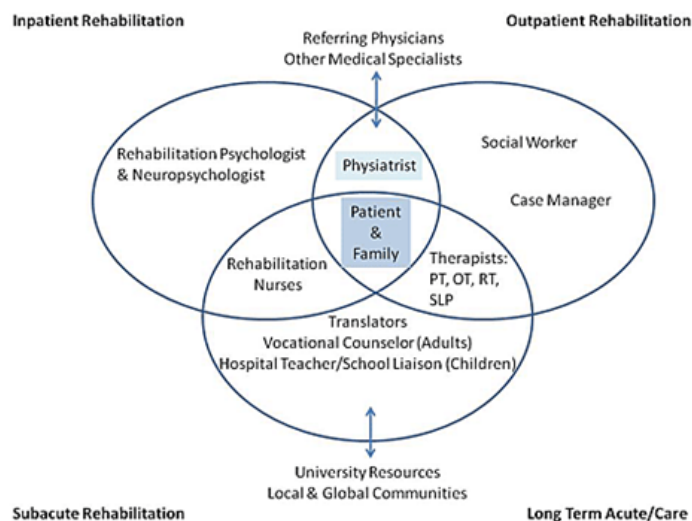 Inpatient Rehabilitation
Outpatient Rehabilitation
Referring Physicians
Other Medical Specialists
Rehabilitation Psychologist
& Neuropsychologist
Physiatrist
Social Worker
Case Manager
Patient
&
Family
Rehabilitation
Nurses
Therapists:
PT, OT, RT,
SLP
Translators
Vocational Counselor (Adults)
Hospital Teacher/School Liaison (Children)
University Resources
Local & Global Communities
Subacute Rehabilitation
Long Term Acute/Care